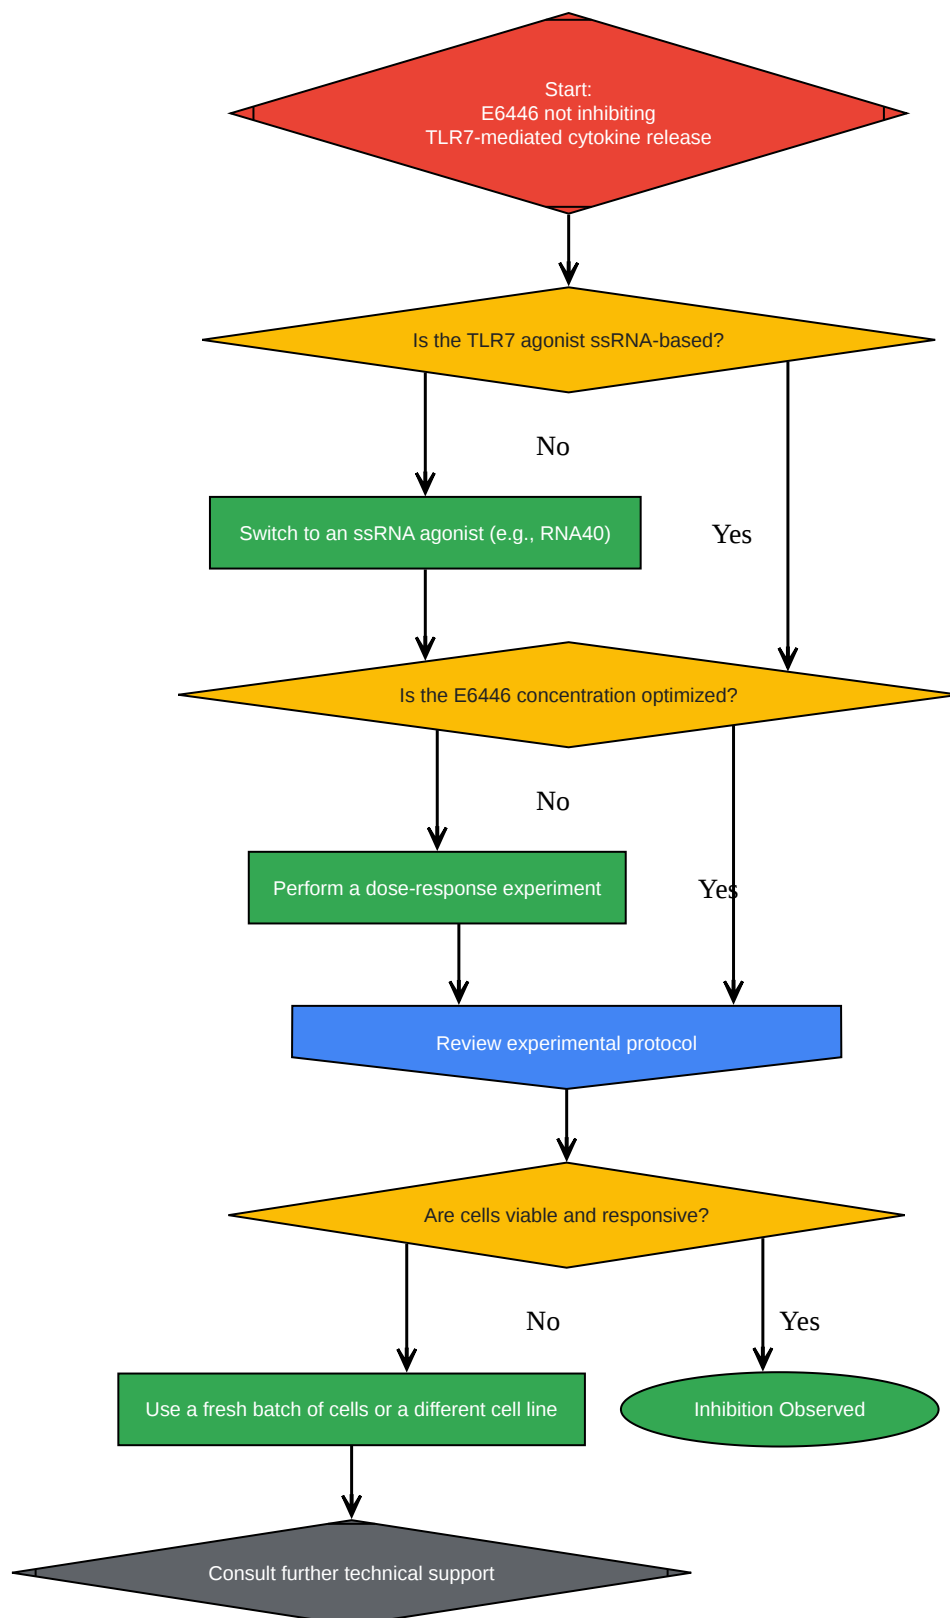 Start:
E6446 not inhibiting
TLR7-mediated cytokine release
Is the TLR7 agonist ssRNA-based?
No
Switch to an ssRNA agonist (e.g., RNA40)
Yes
Is the E6446 concentration optimized?
No
Perform a dose-response experiment
Yes
Review experimental protocol
Are cells viable and responsive?
No
Yes
Use a fresh batch of cells or a different cell line
Inhibition Observed
Consult further technical support